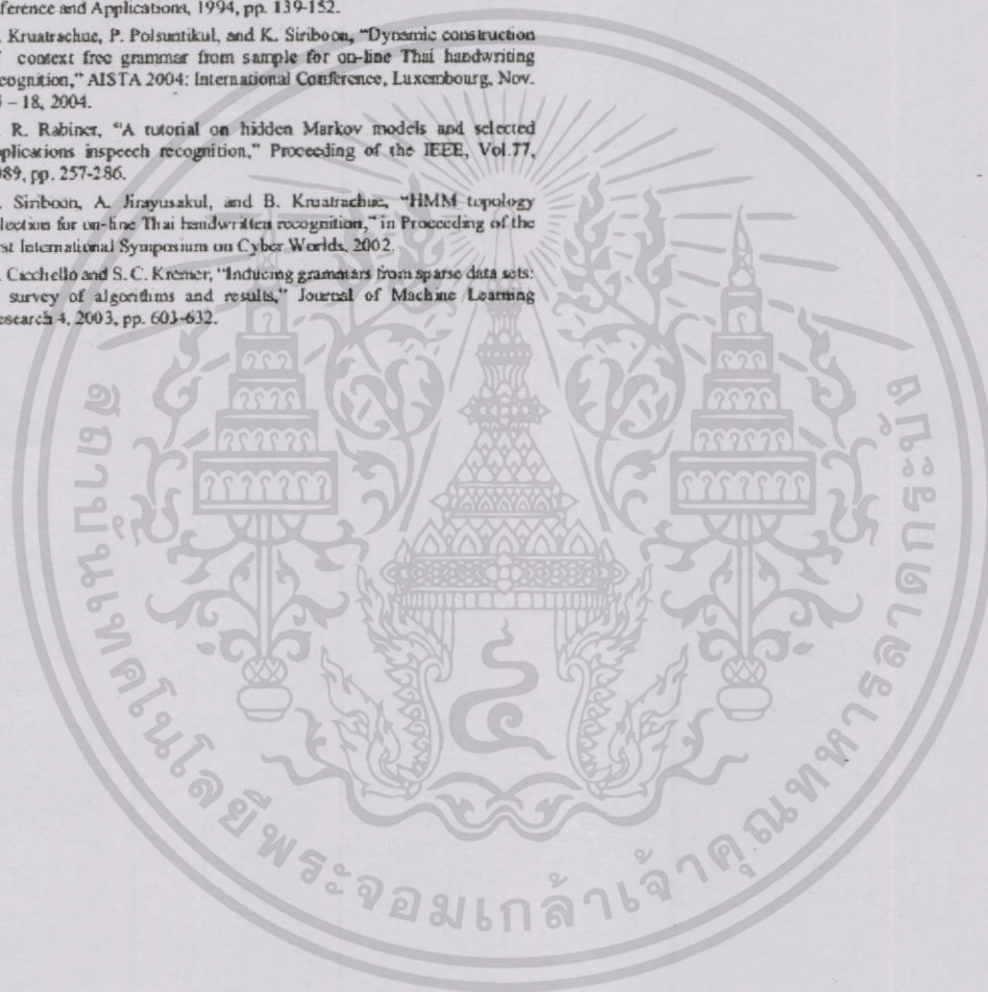 ference and Applications, 1994, pp. 139-152.
. Kruatrachue, P. Polsuntikul, and K. Siriboon, “Dynamic construction
context free grammar from sample for on-line Thai handwriting
cognition,” AISTA 2004: International Conference, Luxembourg, Nov.
– 18, 2004.
. R. Rabiner, “A tutorial on hidden Markov models and selected
plications inspeech recognition,” Proceeding of the IEEE, Vol.77,
989, pp. 257-286.
. Siriboon, A. Jirayusakul, and B. Kruatrachue, “HMM topology
lection for on-line Thai handwritten recognition,” in Proceeding of the
rst International Symposium on Cyber Worlds, 2002.
. Cicchello and S. C. Kremer, “Inducing grammars from sparse data sets:
survey of algorithms and results,” Journal of Machine Learning
esearch 4, 2003, pp. 603-632.
สถาบันเทคโนโลยีพระจอมเกล้าเจ้าคุณทหารลาดกระบัง
๔